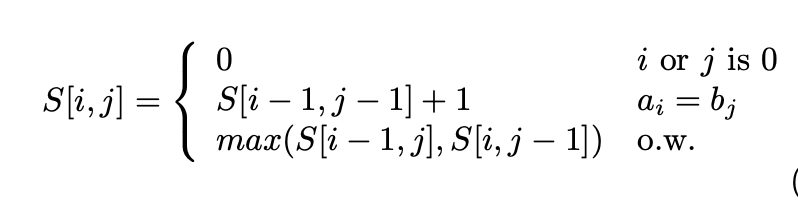 S[i, j] = { 0 i or j is 0
S[i − 1, j − 1] + 1 a_i = b_j
max(S[i − 1, j], S[i, j − 1]) o.w.
(